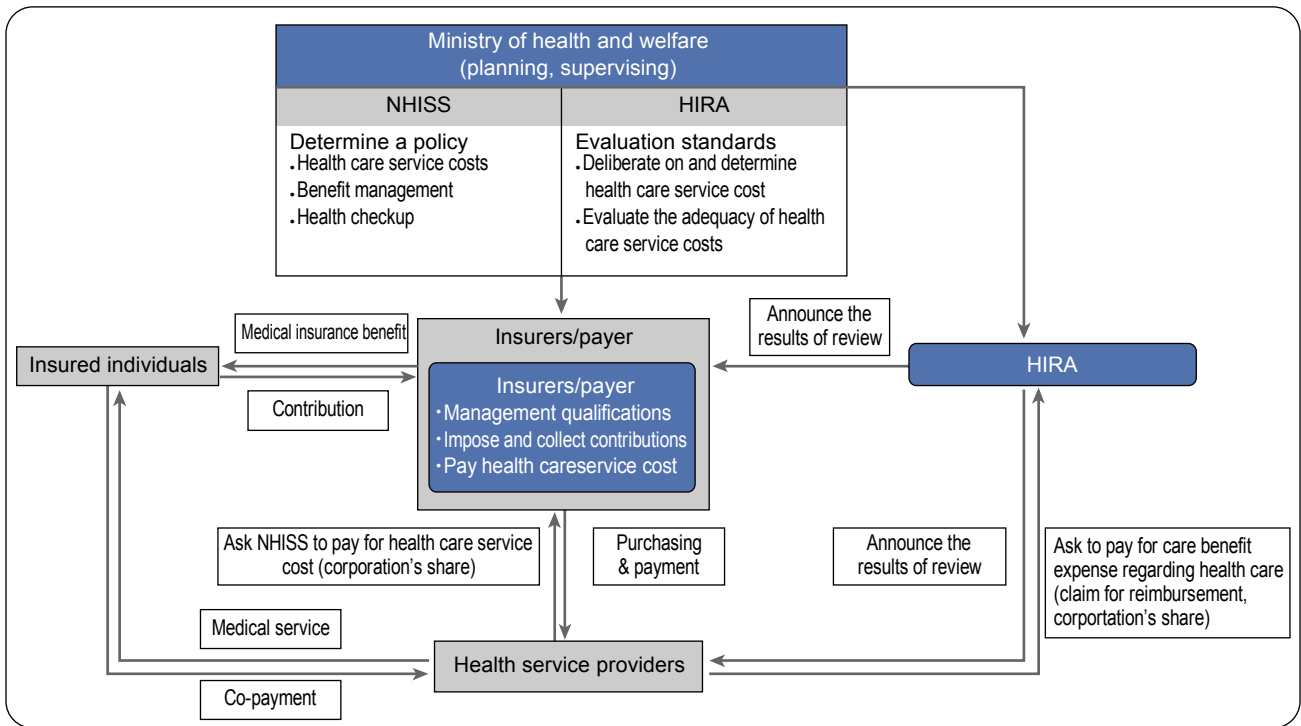 Ministry of health and welfare
(planning, supervising)
NHISS
HIRA
Determine a policy
.Health care service costs
.Benefit management
.Health checkup
Evaluation standards
.Deliberate on and determine
health care service cost
.Evaluate the adequacy of health
care service costs
Medical insurance benefit
Insurers/payer
Announce the
results of review
Insured individuals
HIRA
Contribution
Insurers/payer
·Management qualifications
·Impose and collect contributions
·Pay health careservice cost
Ask NHISS to pay for health care service
cost (corporation's share)
Purchasing
& payment
Announce the
results of review
Ask to pay for care benefit
expense regarding health care
(claim for reimbursement,
corportation's share)
Medical service
Health service providers
Co-payment